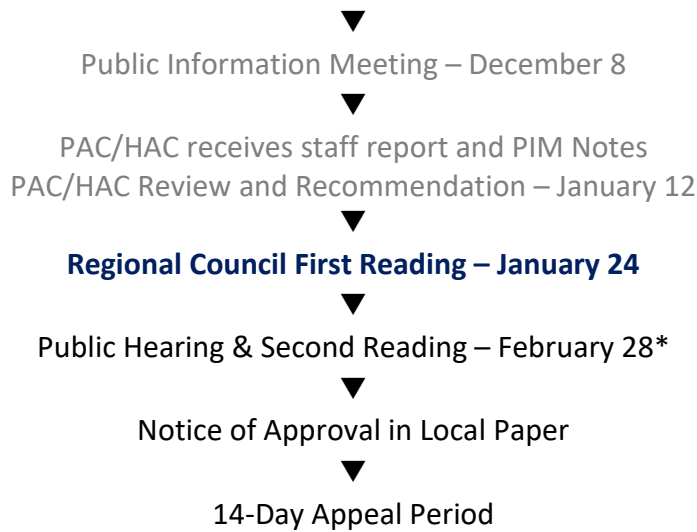 Public Information Meeting – December 8
PAC/HAC receives staff report and PIM Notes
PAC/HAC Review and Recommendation – January 12
Regional Council First Reading – January 24
Public Hearing & Second Reading – February 28*
Notice of Approval in Local Paper
14-Day Appeal Period